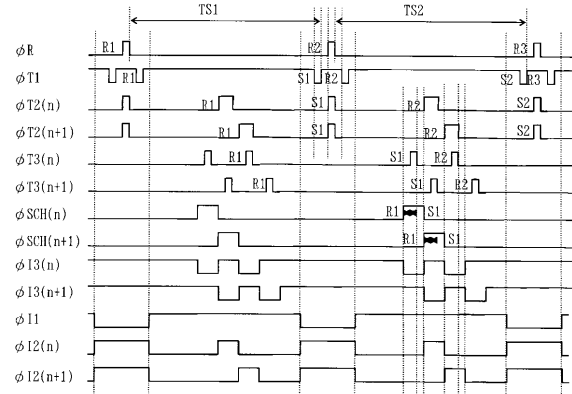 TS1 TS2
φR R1 R2 R3
φT1 R1 S1 R2 S2 R3
φT2(n) R1 S1 R2 S2
φT2(n+1) R1 S1 R2 S2
φT3(n) R1 S1 R2
φT3(n+1) R1 S1 R2
φSCH(n) R1 S1
φSCH(n+1) R1 S1
φI3(n)
φI3(n+1)
φI1
φI2(n)
φI2(n+1)